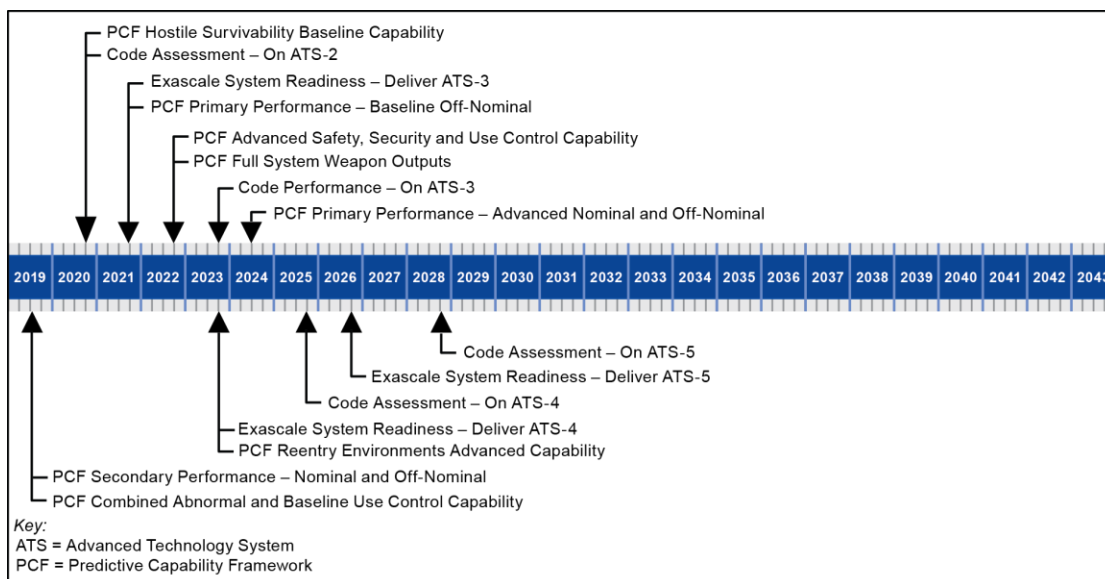 PCF Hostile Survivability Baseline Capability
Code Assessment – On ATS-2
Exascale System Readiness – Deliver ATS-3
PCF Primary Performance – Baseline Off-Nominal
PCF Advanced Safety, Security and Use Control Capability
PCF Full System Weapon Outputs
Code Performance – On ATS-3
PCF Primary Performance – Advanced Nominal and Off-Nominal
2019 2020 2021 2022 2023 2024 2025 2026 2027 2028 2029 2030 2031 2032 2033 2034 2035 2036 2037 2038 2039 2040 2041 2042 2043
Code Assessment – On ATS-5
Exascale System Readiness – Deliver ATS-5
Code Assessment – On ATS-4
Exascale System Readiness – Deliver ATS-4
PCF Reentry Environments Advanced Capability
PCF Secondary Performance – Nominal and Off-Nominal
PCF Combined Abnormal and Baseline Use Control Capability
Key:
ATS = Advanced Technology System
PCF = Predictive Capability Framework